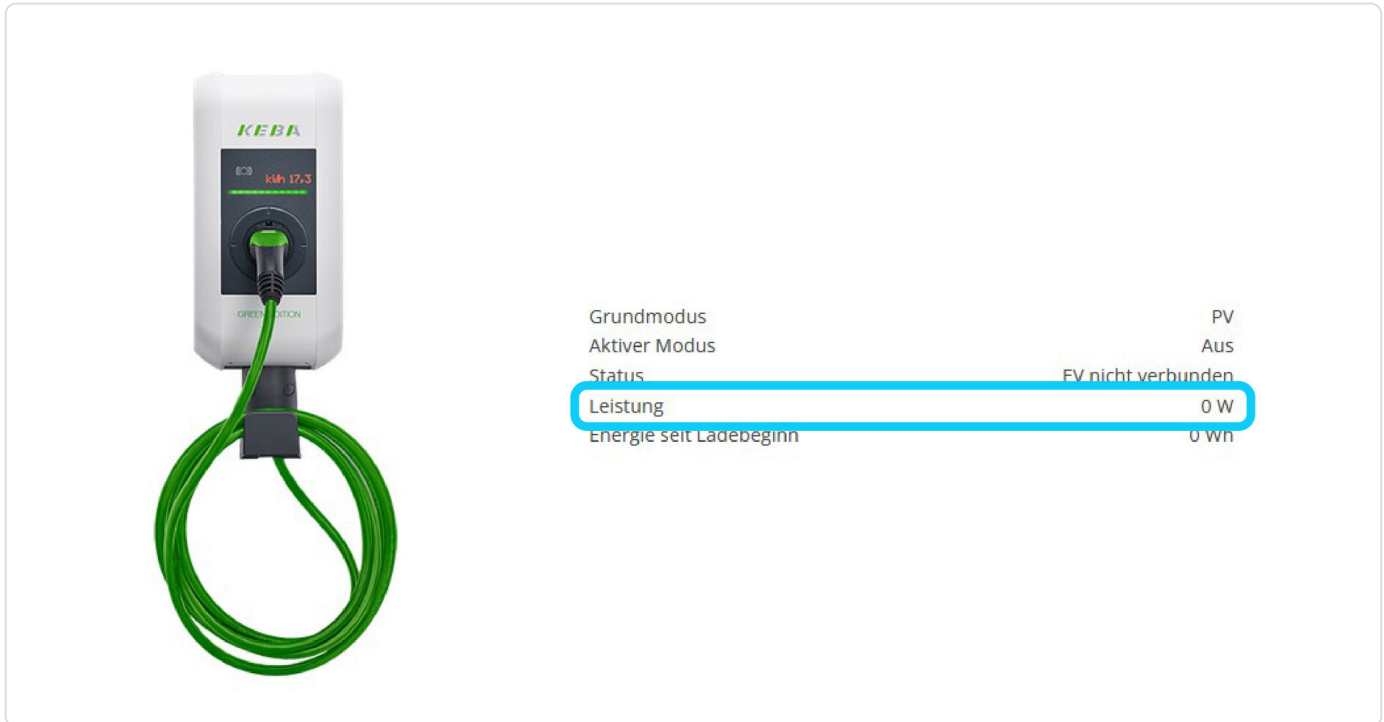 KEBA
kWh 17,3
GREEN EDITION
Grundmodus PV
Aktiver Modus Aus
Status EV nicht verbunden
Leistung 0 W
Energie seit Ladebeginn 0 Wh